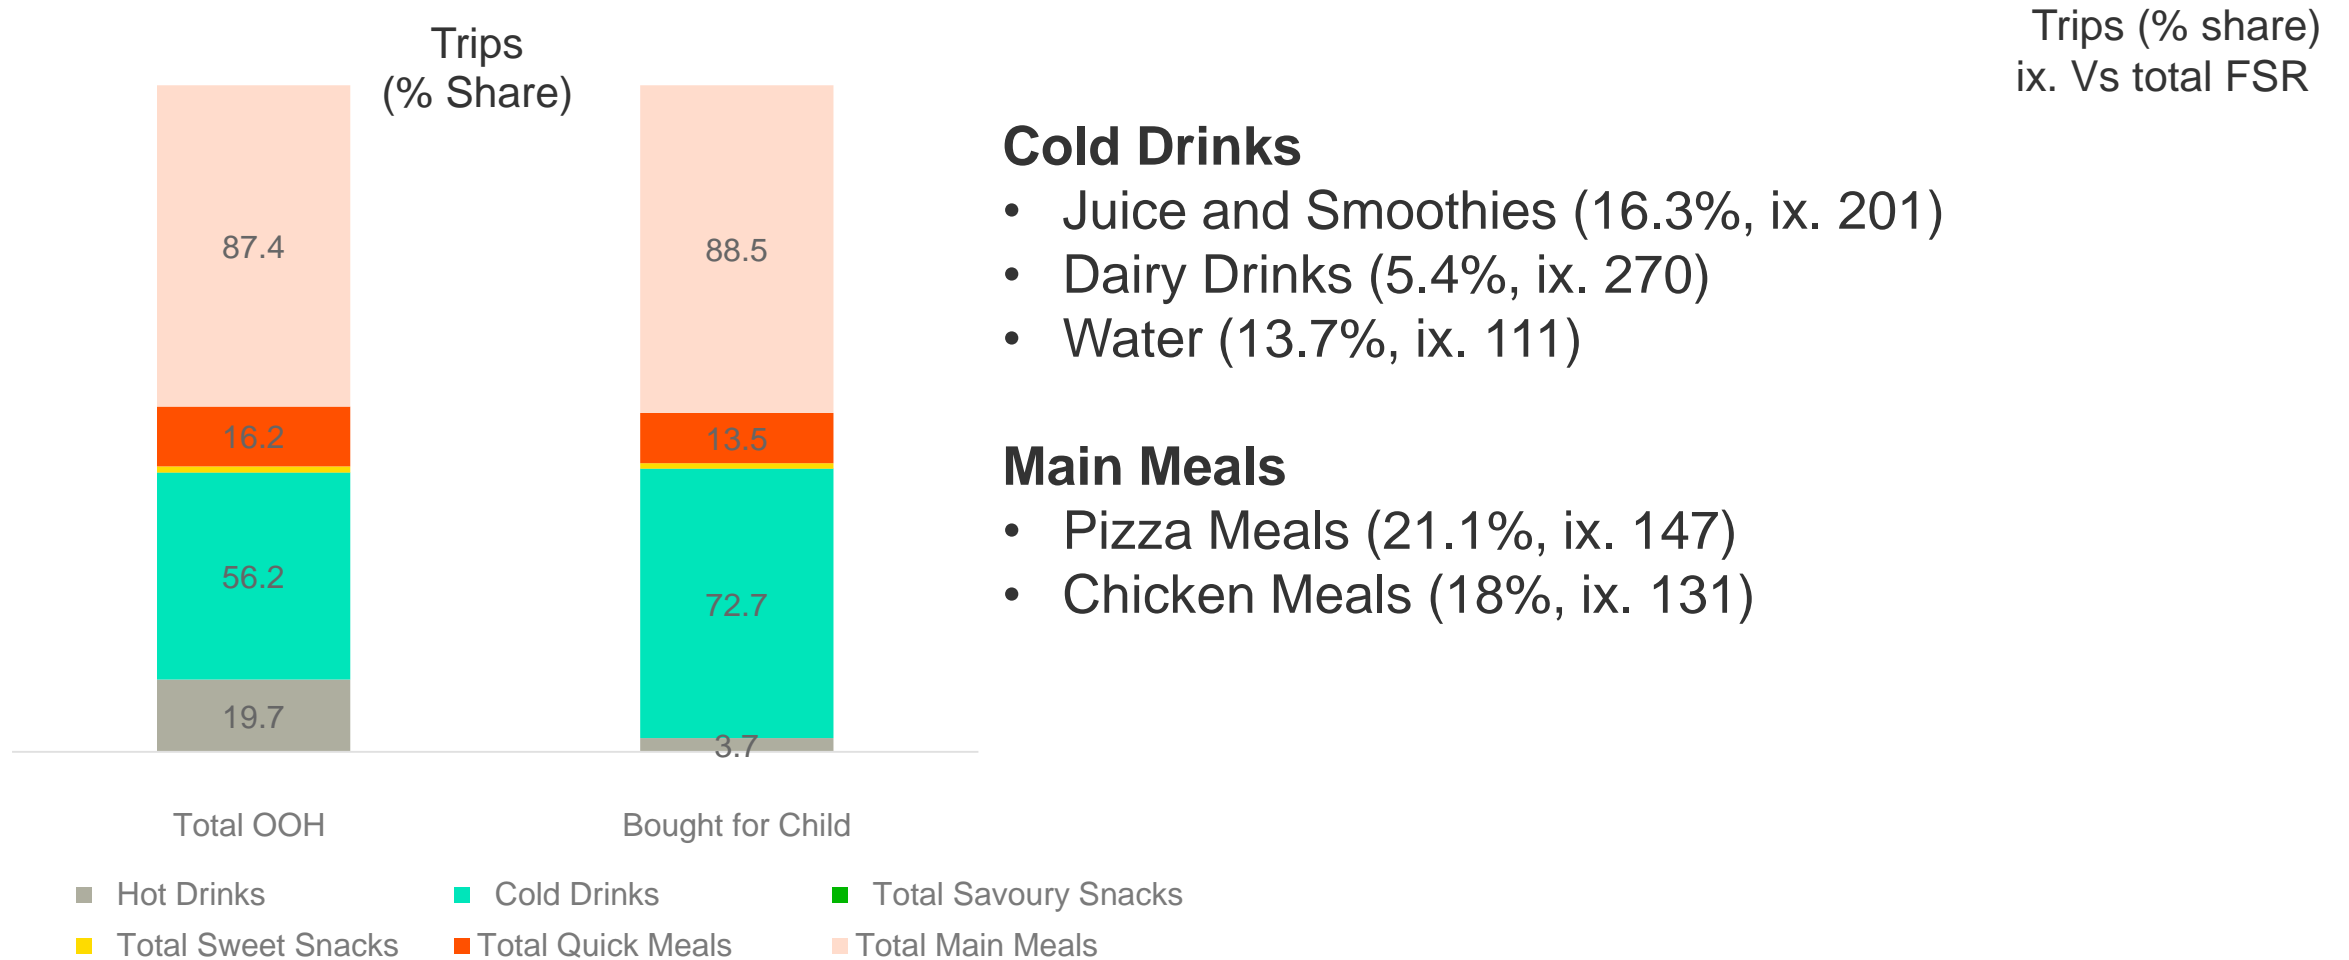 Trips
(% Share)
87.4
88.5
16.2
13.5
56.2
72.7
19.7
3.7
Total OOH
Bought for Child
Hot Drinks
Cold Drinks
Total Savoury Snacks
Total Sweet Snacks
Total Quick Meals
Total Main Meals
Trips (% share)
ix. Vs total FSR
Cold Drinks
• Juice and Smoothies (16.3%, ix. 201)
• Dairy Drinks (5.4%, ix. 270)
• Water (13.7%, ix. 111)
Main Meals
• Pizza Meals (21.1%, ix. 147)
• Chicken Meals (18%, ix. 131)